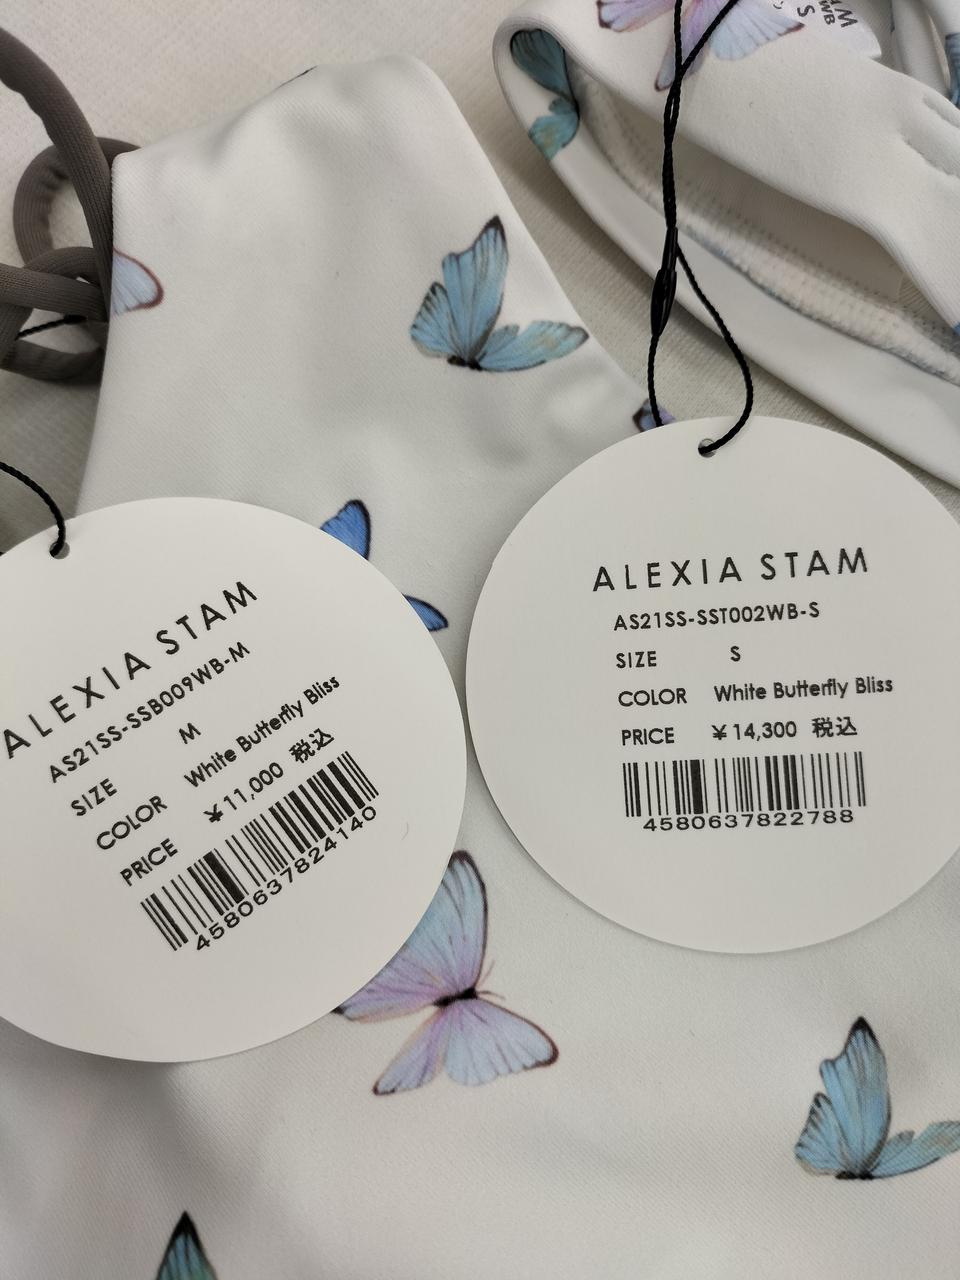 WB
S
ALEXIA STAM
AS21SS-SSB009WB-M
SIZE M
COLOR White Butterfly Bliss
PRICE ¥11,000 税込
4580637824140
ALEXIA STAM
AS21SS-SST002WB-S
SIZE S
COLOR White Butterfly Bliss
PRICE ¥14,300 税込
4580637822788